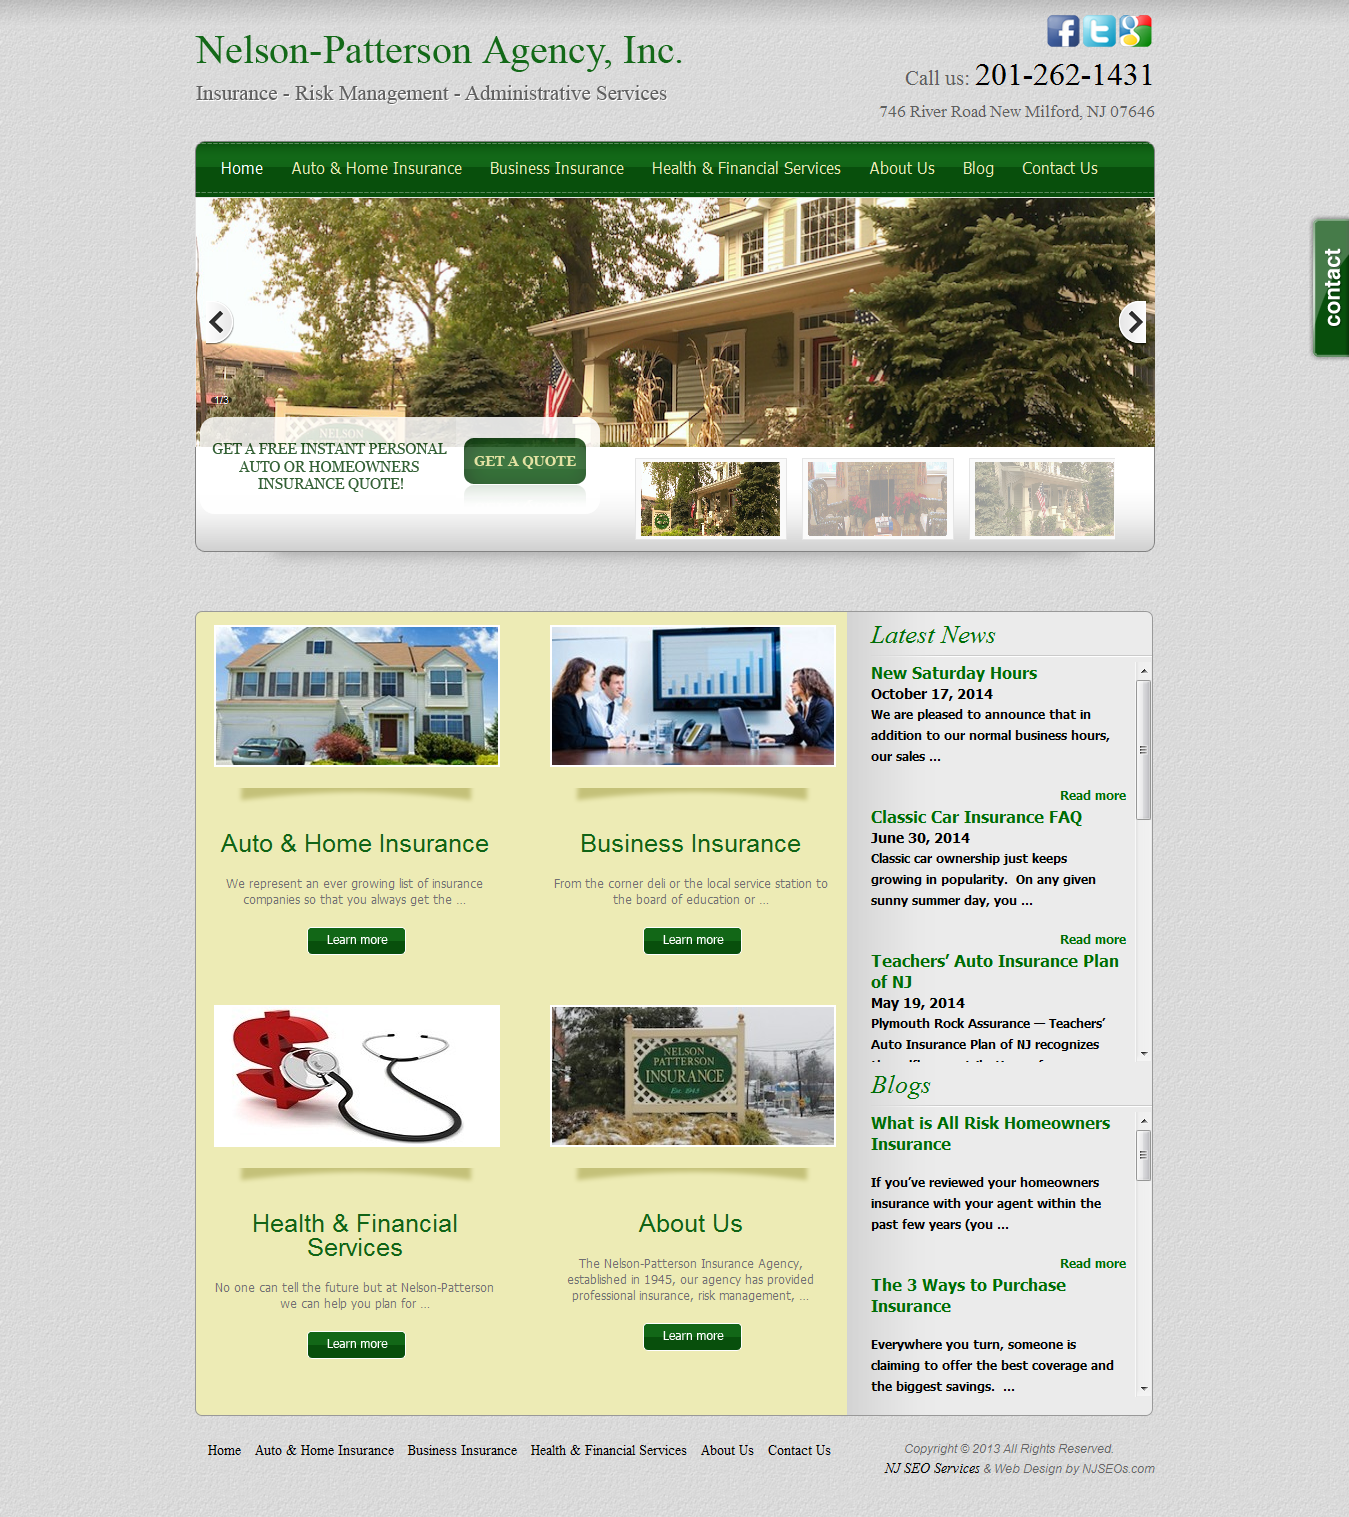 Nelson-Patterson Agency, Inc.
Insurance - Risk Management - Administrative Services
Call us: 201-262-1431
746 River Road New Milford, NJ 07646
Home Auto & Home Insurance Business Insurance Health & Financial Services About Us Blog Contact Us
contact
1/3
NELSON
GET A FREE INSTANT PERSONAL
AUTO OR HOMEOWNERS
INSURANCE QUOTE!
GET A QUOTE
Auto & Home Insurance
We represent an ever growing list of insurance
companies so that you always get the ...
Learn more
Business Insurance
From the corner deli or the local service station to
the board of education or ...
Learn more
Health & Financial
Services
No one can tell the future but at Nelson-Patterson
we can help you plan for ...
Learn more
NELSON
PATTERSON
INSURANCE
Est. 1945
About Us
The Nelson-Patterson Insurance Agency,
established in 1945, our agency has provided
professional insurance, risk management, ...
Learn more
Latest News
New Saturday Hours
October 17, 2014
We are pleased to announce that in
addition to our normal business hours,
our sales ...
Read more
Classic Car Insurance FAQ
June 30, 2014
Classic car ownership just keeps
growing in popularity.  On any given
sunny summer day, you ...
Read more
Teachers’ Auto Insurance Plan
of NJ
May 19, 2014
Plymouth Rock Assurance — Teachers’
Auto Insurance Plan of NJ recognizes
Blogs
What is All Risk Homeowners
Insurance
If you’ve reviewed your homeowners
insurance with your agent within the
past few years (you ...
Read more
The 3 Ways to Purchase
Insurance
Everywhere you turn, someone is
claiming to offer the best coverage and
the biggest savings.  ...
Home Auto & Home Insurance Business Insurance Health & Financial Services About Us Contact Us
Copyright © 2013 All Rights Reserved.
NJ SEO Services & Web Design by NJSEOs.com